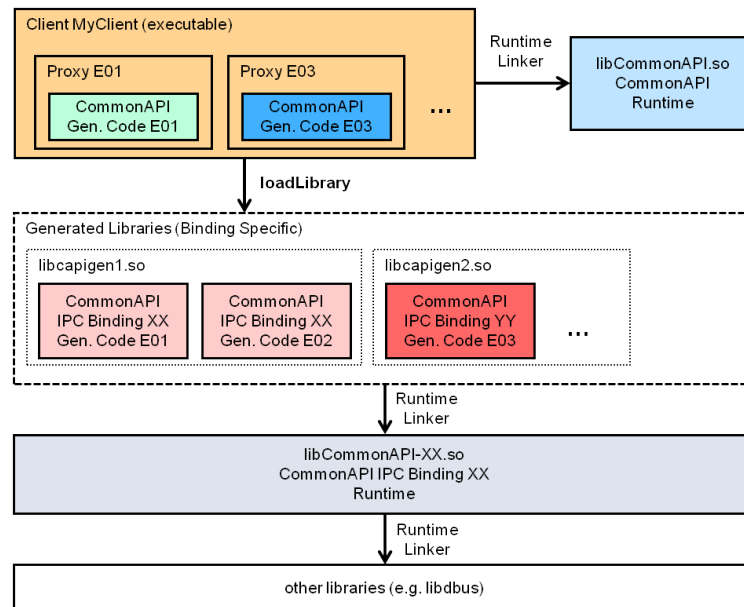 Client MyClient (executable)
Proxy E01
CommonAPI
Gen. Code E01
Proxy E03
CommonAPI
Gen. Code E03
...
Runtime
Linker
libCommonAPI.so
CommonAPI
Runtime
loadLibrary
Generated Libraries (Binding Specific)
libcapigen1.so
CommonAPI
IPC Binding XX
Gen. Code E01
CommonAPI
IPC Binding XX
Gen. Code E02
libcapigen2.so
CommonAPI
IPC Binding YY
Gen. Code E03
...
Runtime
Linker
libCommonAPI-XX.so
CommonAPI IPC Binding XX
Runtime
Runtime
Linker
other libraries (e.g. libdbus)